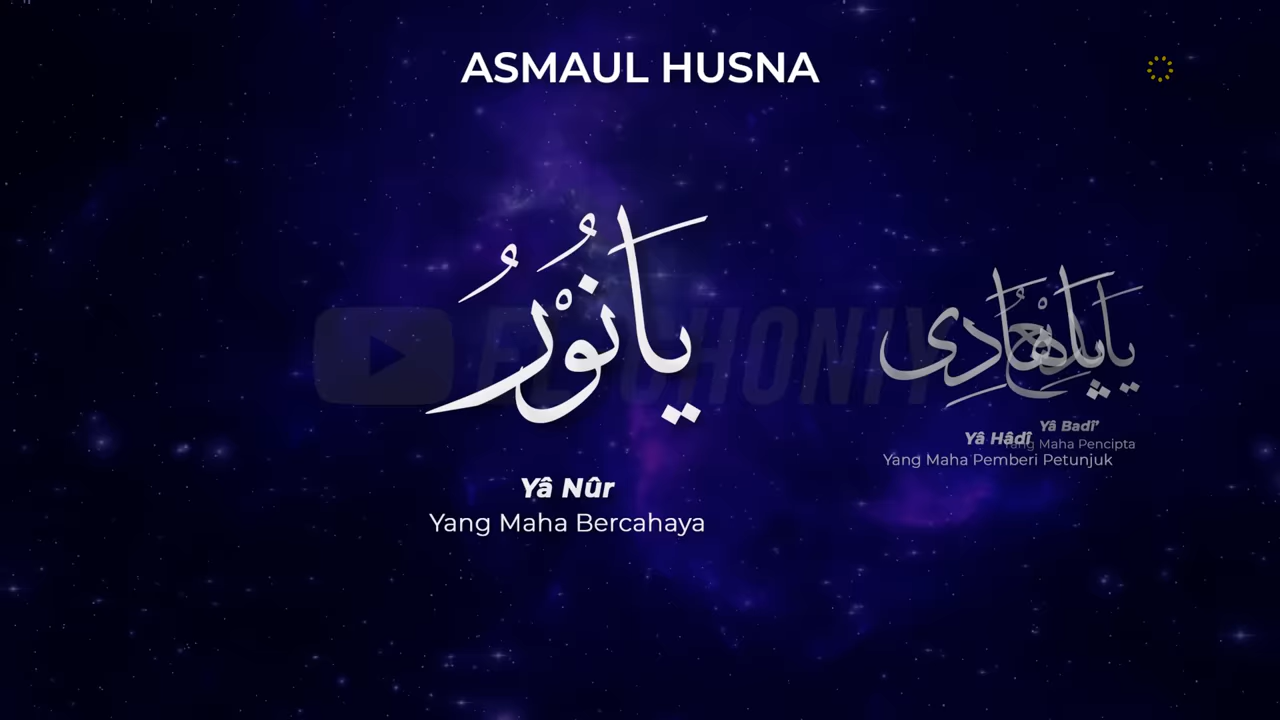 ASMAUL HUSNA
يَا نُوْرُ
Yâ Nûr
Yang Maha Bercahaya
يَا هَادِى
Yâ Hâdî
Yang Maha Pemberi Petunjuk
Yâ Badî’
Yang Maha Pencipta